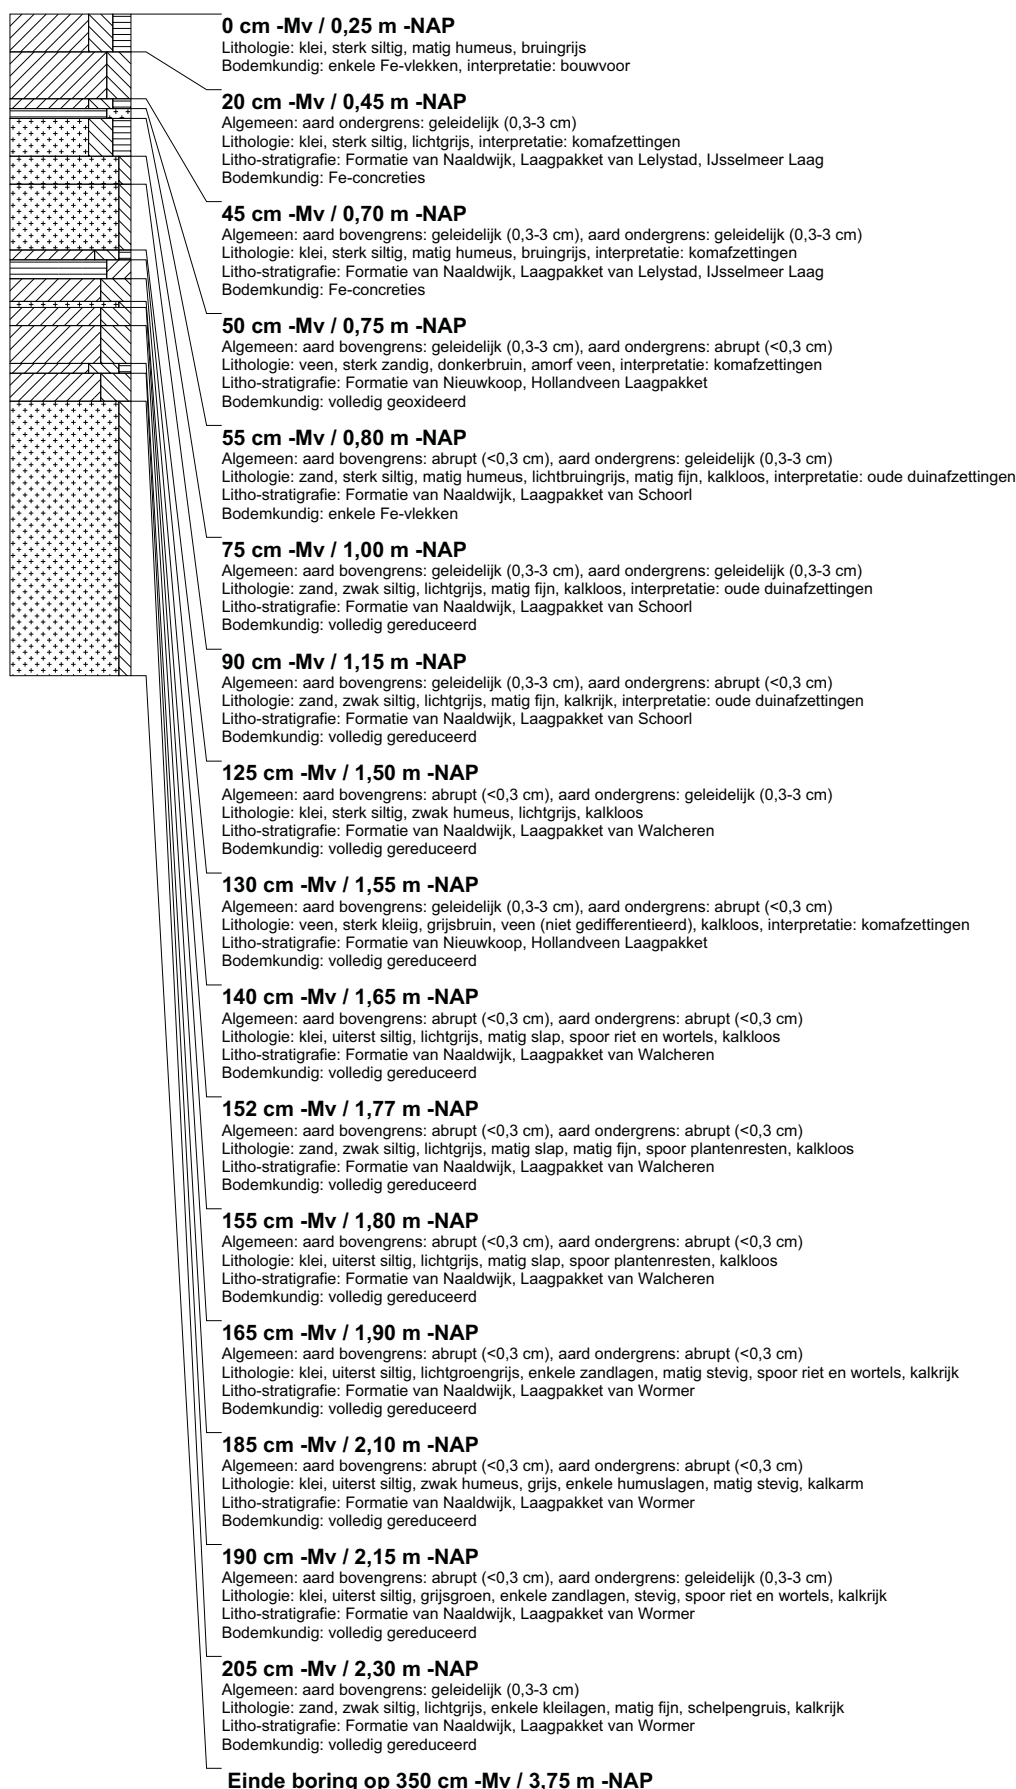 0 cm -Mv / 0,25 m -NAP
Lithologie: klei, sterk siltig, matig humeus, bruingrijs
Bodemkundig: enkele Fe-vlekken, interpretatie: bouwvoor
20 cm -Mv / 0,45 m -NAP
Algemeen: aard ondergrens: geleidelijk (0,3-3 cm)
Lithologie: klei, sterk siltig, lichtgrijs, interpretatie: komafzettingen
Litho-stratigrafie: Formatie van Naaldwijk, Laagpakket van Lelystad, IJsselmeer Laag
Bodemkundig: Fe-concreties
45 cm -Mv / 0,70 m -NAP
Algemeen: aard bovengrens: geleidelijk (0,3-3 cm), aard ondergrens: geleidelijk (0,3-3 cm)
Lithologie: klei, sterk siltig, matig humeus, bruingrijs, interpretatie: komafzettingen
Litho-stratigrafie: Formatie van Naaldwijk, Laagpakket van Lelystad, IJsselmeer Laag
Bodemkundig: Fe-concreties
50 cm -Mv / 0,75 m -NAP
Algemeen: aard bovengrens: geleidelijk (0,3-3 cm), aard ondergrens: abrupt (<0,3 cm)
Lithologie: veen, sterk zandig, donkerbruin, amorf veen, interpretatie: komafzettingen
Litho-stratigrafie: Formatie van Nieuwkoop, Hollandveen Laagpakket
Bodemkundig: volledig geoxideerd
55 cm -Mv / 0,80 m -NAP
Algemeen: aard bovengrens: abrupt (<0,3 cm), aard ondergrens: geleidelijk (0,3-3 cm)
Lithologie: zand, sterk siltig, matig humeus, lichtbruingrijs, matig fijn, kalkloos, interpretatie: oude duinafzettingen
Litho-stratigrafie: Formatie van Naaldwijk, Laagpakket van Schoorl
Bodemkundig: enkele Fe-vlekken
75 cm -Mv / 1,00 m -NAP
Algemeen: aard bovengrens: geleidelijk (0,3-3 cm), aard ondergrens: geleidelijk (0,3-3 cm)
Lithologie: zand, zwak siltig, lichtgrijs, matig fijn, kalkloos, interpretatie: oude duinafzettingen
Litho-stratigrafie: Formatie van Naaldwijk, Laagpakket van Schoorl
Bodemkundig: volledig gereduceerd
90 cm -Mv / 1,15 m -NAP
Algemeen: aard bovengrens: geleidelijk (0,3-3 cm), aard ondergrens: abrupt (<0,3 cm)
Lithologie: zand, zwak siltig, lichtgrijs, matig fijn, kalkrijk, interpretatie: oude duinafzettingen
Litho-stratigrafie: Formatie van Naaldwijk, Laagpakket van Schoorl
Bodemkundig: volledig gereduceerd
125 cm -Mv / 1,50 m -NAP
Algemeen: aard bovengrens: abrupt (<0,3 cm), aard ondergrens: geleidelijk (0,3-3 cm)
Lithologie: klei, sterk siltig, zwak humeus, lichtgrijs, kalkloos
Litho-stratigrafie: Formatie van Naaldwijk, Laagpakket van Walcheren
Bodemkundig: volledig gereduceerd
130 cm -Mv / 1,55 m -NAP
Algemeen: aard bovengrens: geleidelijk (0,3-3 cm), aard ondergrens: abrupt (<0,3 cm)
Lithologie: veen, sterk kleiig, grijsbruin, veen (niet gedifferentieerd), kalkloos, interpretatie: komafzettingen
Litho-stratigrafie: Formatie van Nieuwkoop, Hollandveen Laagpakket
Bodemkundig: volledig gereduceerd
140 cm -Mv / 1,65 m -NAP
Algemeen: aard bovengrens: abrupt (<0,3 cm), aard ondergrens: abrupt (<0,3 cm)
Lithologie: klei, uiterst siltig, lichtgrijs, matig slap, spoor riet en wortels, kalkloos
Litho-stratigrafie: Formatie van Naaldwijk, Laagpakket van Walcheren
Bodemkundig: volledig gereduceerd
152 cm -Mv / 1,77 m -NAP
Algemeen: aard bovengrens: abrupt (<0,3 cm), aard ondergrens: abrupt (<0,3 cm)
Lithologie: zand, zwak siltig, lichtgrijs, matig slap, matig fijn, spoor plantenresten, kalkloos
Litho-stratigrafie: Formatie van Naaldwijk, Laagpakket van Walcheren
Bodemkundig: volledig gereduceerd
155 cm -Mv / 1,80 m -NAP
Algemeen: aard bovengrens: abrupt (<0,3 cm), aard ondergrens: abrupt (<0,3 cm)
Lithologie: klei, uiterst siltig, lichtgrijs, matig slap, spoor plantenresten, kalkloos
Litho-stratigrafie: Formatie van Naaldwijk, Laagpakket van Walcheren
Bodemkundig: volledig gereduceerd
165 cm -Mv / 1,90 m -NAP
Algemeen: aard bovengrens: abrupt (<0,3 cm), aard ondergrens: abrupt (<0,3 cm)
Lithologie: klei, uiterst siltig, lichtgroengrijs, enkele zandlagen, matig stevig, spoor riet en wortels, kalkrijk
Litho-stratigrafie: Formatie van Naaldwijk, Laagpakket van Wormer
Bodemkundig: volledig gereduceerd
185 cm -Mv / 2,10 m -NAP
Algemeen: aard bovengrens: abrupt (<0,3 cm), aard ondergrens: abrupt (<0,3 cm)
Lithologie: klei, uiterst siltig, zwak humeus, grijs, enkele humuslagen, matig stevig, kalkarm
Litho-stratigrafie: Formatie van Naaldwijk, Laagpakket van Wormer
Bodemkundig: volledig gereduceerd
190 cm -Mv / 2,15 m -NAP
Algemeen: aard bovengrens: abrupt (<0,3 cm), aard ondergrens: geleidelijk (0,3-3 cm)
Lithologie: klei, uiterst siltig, grijsgroen, enkele zandlagen, stevig, spoor riet en wortels, kalkrijk
Litho-stratigrafie: Formatie van Naaldwijk, Laagpakket van Wormer
Bodemkundig: volledig gereduceerd
205 cm -Mv / 2,30 m -NAP
Algemeen: aard bovengrens: geleidelijk (0,3-3 cm)
Lithologie: zand, zwak siltig, lichtgrijs, enkele kleilagen, matig fijn, schelpengruis, kalkrijk
Litho-stratigrafie: Formatie van Naaldwijk, Laagpakket van Wormer
Bodemkundig: volledig gereduceerd
Einde boring op 350 cm -Mv / 3,75 m -NAP